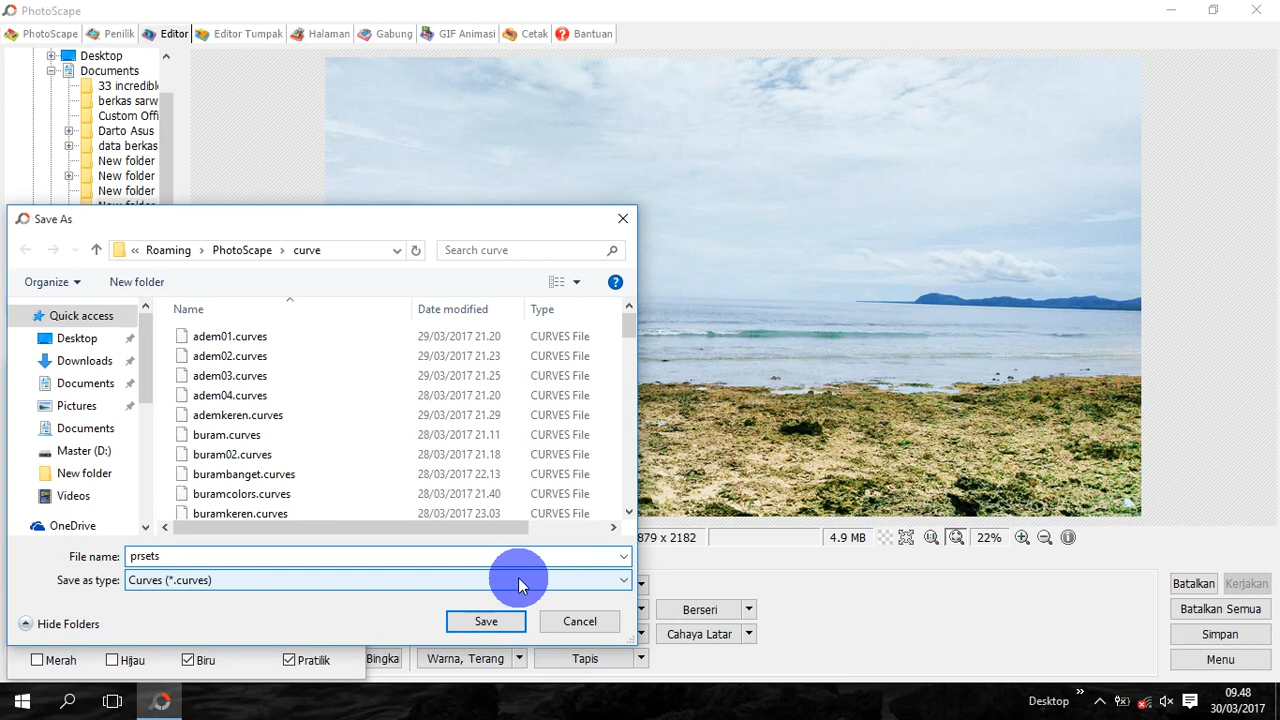 PhotoScape
PhotoScape Penilik Editor Editor Tumpak Halaman Gabung GIF Animasi Cetak Bantuan
Desktop
Documents
33 incredibl
berkas sarw
Custom Offi
Darto Asus
data berkas
New folder
New folder
New folder
Save As
Roaming PhotoScape curve Search curve
Organize New folder
Name Date modified Type
Quick access
Desktop
Downloads
Documents
Pictures
Documents
Master (D:)
New folder
Videos
OneDrive
adem01.curves 29/03/2017 21.20 CURVES File
adem02.curves 29/03/2017 21.23 CURVES File
adem03.curves 29/03/2017 21.25 CURVES File
adem04.curves 28/03/2017 21.20 CURVES File
ademkeren.curves 29/03/2017 21.29 CURVES File
buram.curves 28/03/2017 21.11 CURVES File
buram02.curves 28/03/2017 21.18 CURVES File
burambanget.curves 28/03/2017 22.13 CURVES File
buramcolors.curves 28/03/2017 21.40 CURVES File
buramkeren.curves 28/03/2017 23.03 CURVES File
File name: prsets
Save as type: Curves (*.curves)
Hide Folders Save Cancel
879 x 2182 4.9 MB 22%
Berseri
Cahaya Latar
Batalkan Kerjakan
Batalkan Semua
Simpan
Menu
Merah Hijau Biru Pratilik Bingka Warna, Terang Tapis
Desktop 09.48
30/03/2017